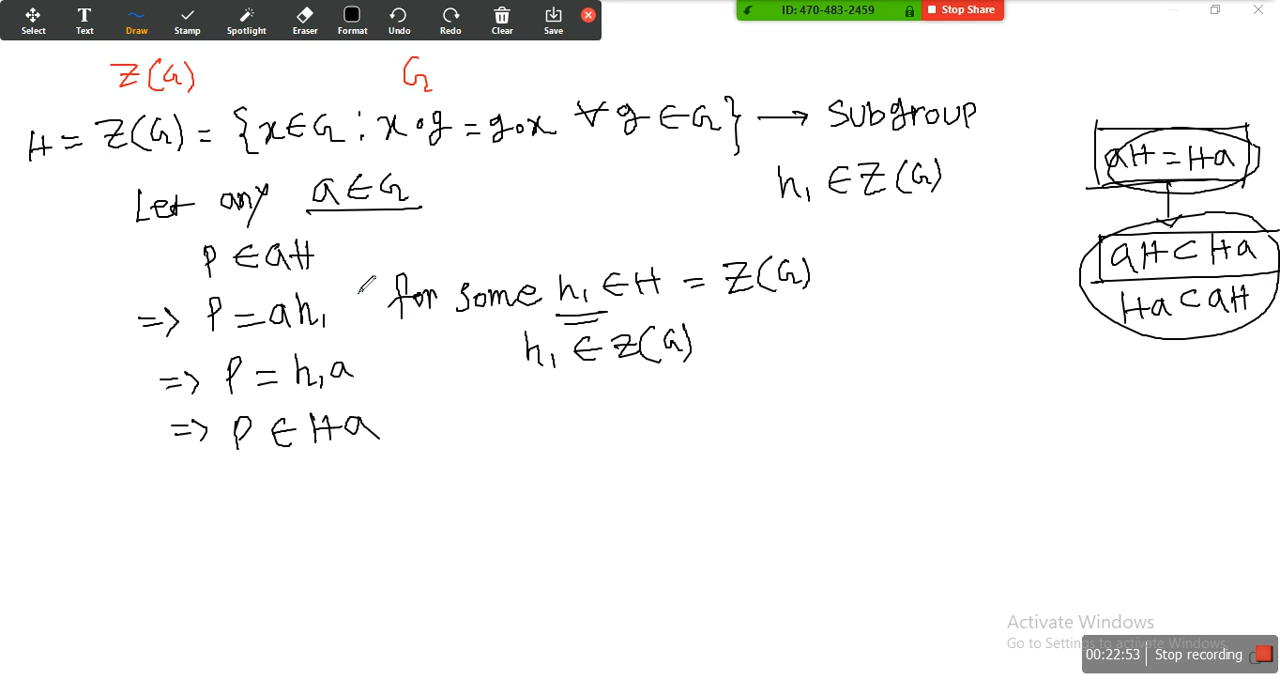 Select Text Draw Stamp Spotlight Eraser Format Undo Redo Clear Save
ID: 470-483-2459 Stop Share
Z(G) G
H = Z(G) = {x∈G : x∘g = g∘x ∀ g∈G} → Subgroup
h₁ ∈ Z(G)
Let any a∈G
P ∈ aH
=> P = ah₁ for some h₁∈H = Z(G)
h₁ ∈ Z(G)
=> P = h₁a
=> P ∈ Ha
aH = Ha
aH ⊂ Ha
Ha ⊂ aH
Activate Windows
Go to Settings to activate Windows.
00:22:53 Stop recording